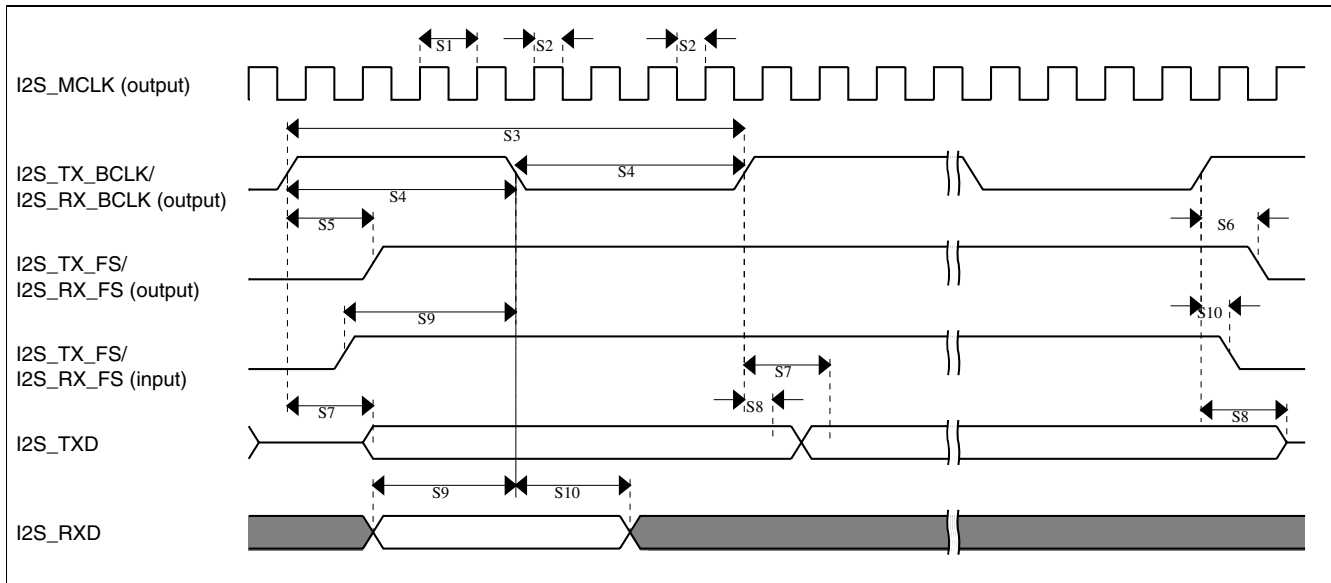 S1
S2
S2
I2S_MCLK (output)
S3
I2S_TX_BCLK/
I2S_RX_BCLK (output)
S4
S4
S5
S6
I2S_TX_FS/
I2S_RX_FS (output)
S9
S10
I2S_TX_FS/
I2S_RX_FS (input)
S7
S7
S8
S8
I2S_TXD
S9
S10
I2S_RXD